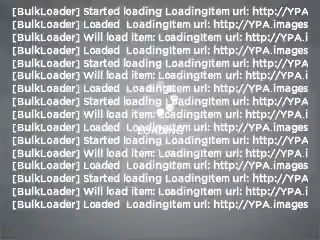 [BulkLoader] Started loading LoadingItem url: http://YPA
[BulkLoader] Loaded LoadingItem url: http://YPA.images
[BulkLoader] Will load item: LoadingItem url: http://YPA.i
[BulkLoader] Loaded LoadingItem url: http://YPA.images
[BulkLoader] Started loading LoadingItem url: http://YPA
[BulkLoader] Will load item: LoadingItem url: http://YPA.i
[BulkLoader] Loaded LoadingItem url: http://YPA.images
[BulkLoader] Started loading LoadingItem url: http://YPA
[BulkLoader] Will load item: LoadingItem url: http://YPA.i
[BulkLoader] Loaded LoadingItem url: http://YPA.images
[BulkLoader] Started loading LoadingItem url: http://YPA
[BulkLoader] Will load item: LoadingItem url: http://YPA.i
[BulkLoader] Loaded LoadingItem url: http://YPA.images
[BulkLoader] Started loading LoadingItem url: http://YPA
[BulkLoader] Will load item: LoadingItem url: http://YPA.i
[BulkLoader] Loaded LoadingItem url: http://YPA.images